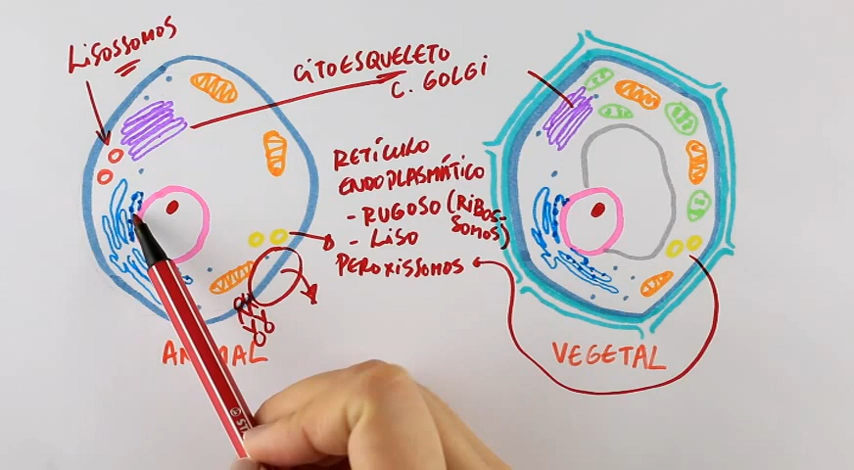 LISOSSOMOS
CITOESQUELETO
C. GOLGI
RETÍCULO
ENDOPLASMÁTICO
- RUGOSO (RIBOS-
SOMOS)
- LISO
PEROXISSOMOS
ANIMAL
VEGETAL